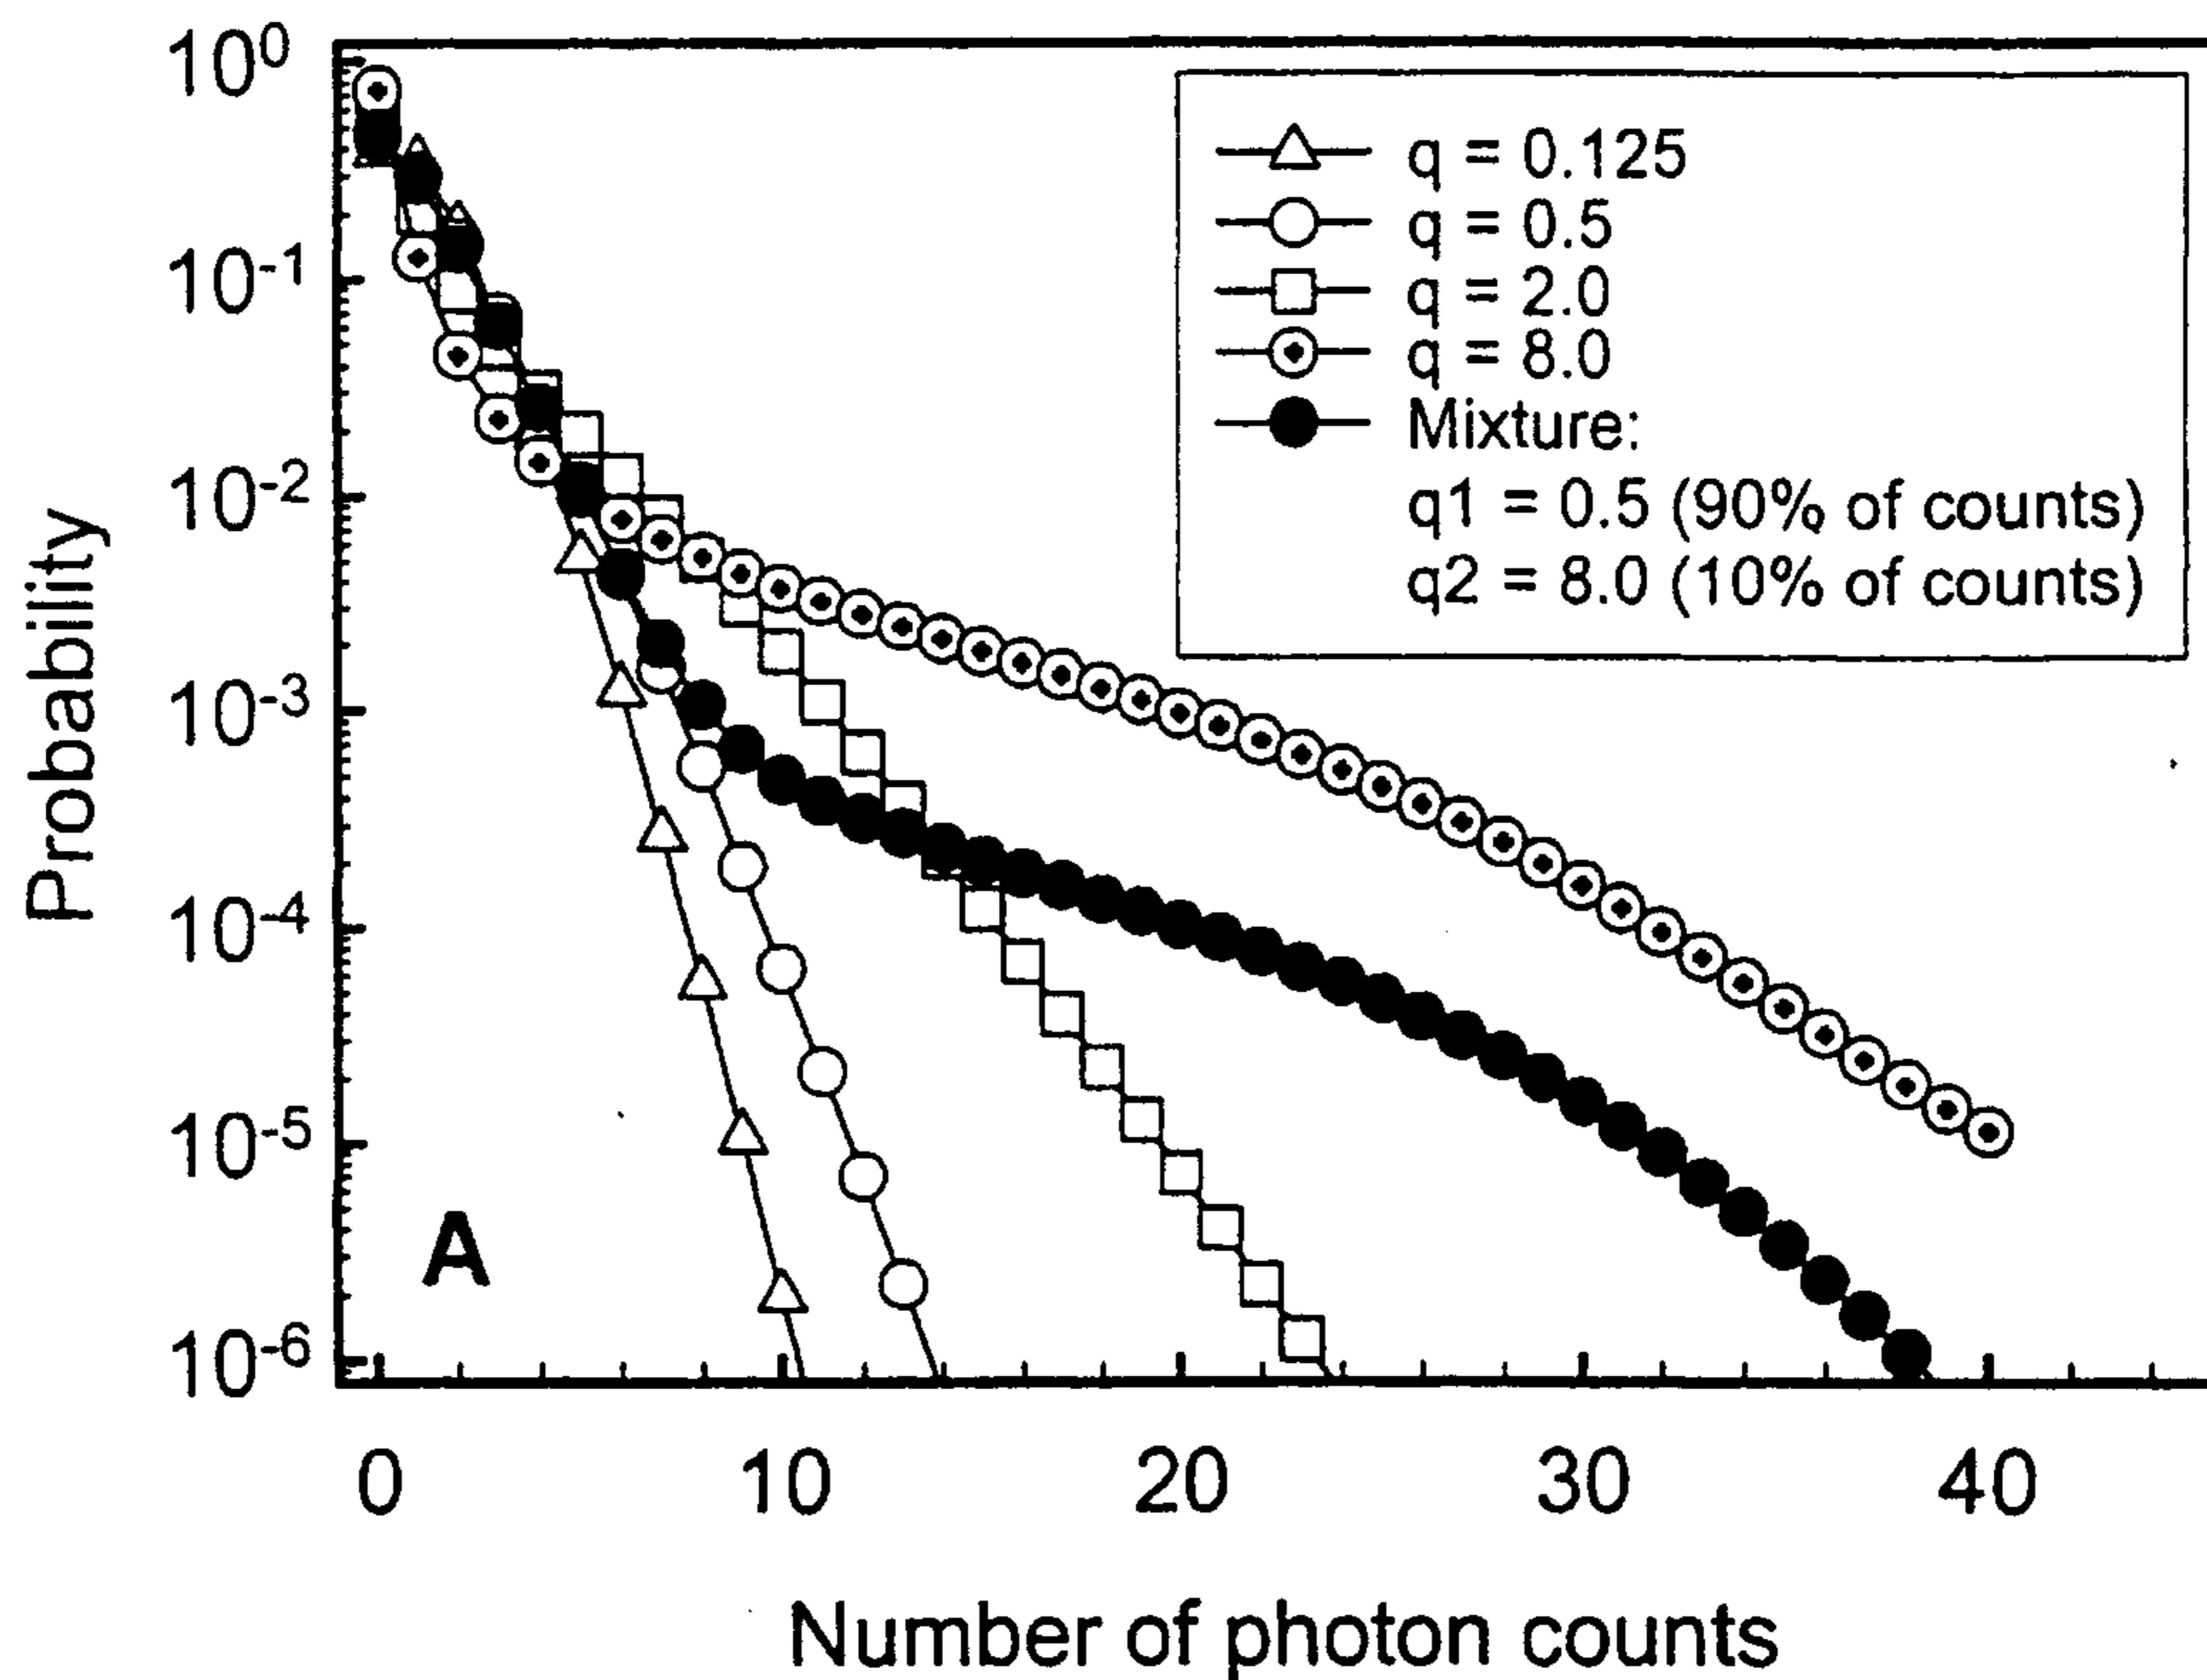 10⁰
10⁻¹
10⁻²
10⁻³
10⁻⁴
10⁻⁵
10⁻⁶
Probability
q = 0.125
q = 0.5
q = 2.0
q = 8.0
Mixture:
q1 = 0.5 (90% of counts)
q2 = 8.0 (10% of counts)
A
0 10 20 30 40
Number of photon counts